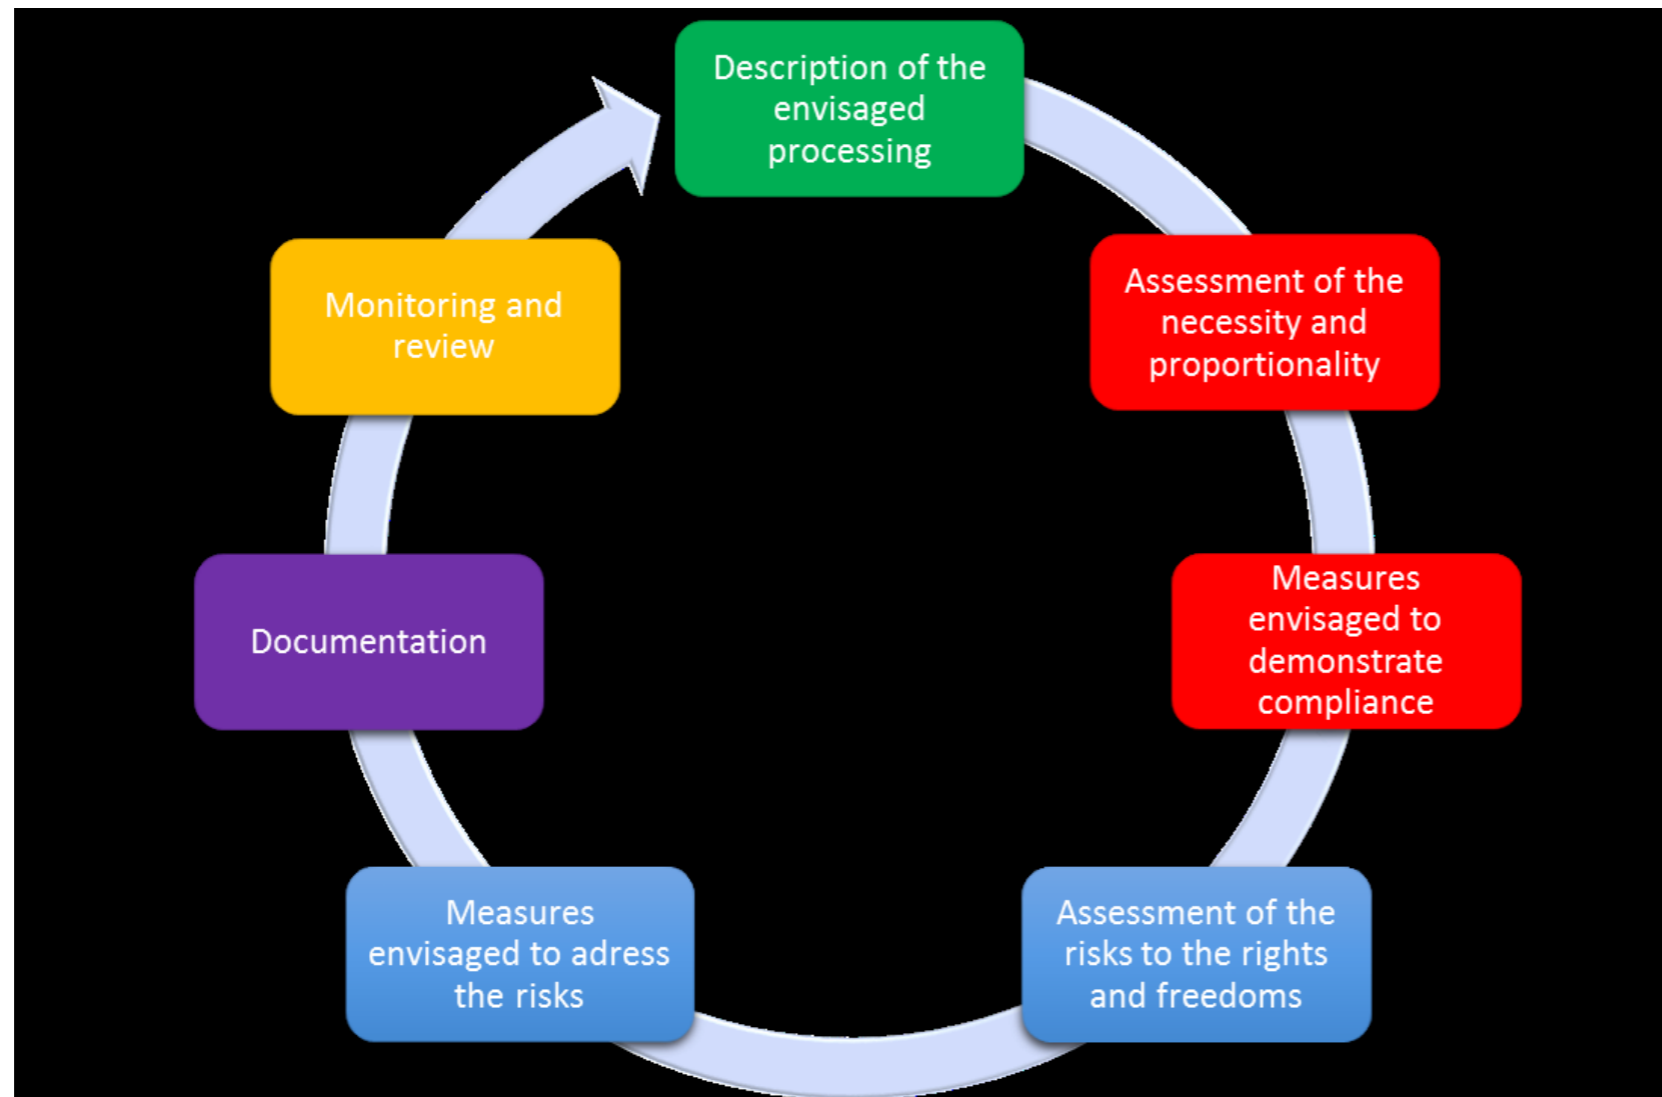 Description of the
envisaged
processing
Assessment of the
necessity and
proportionality
Measures
envisaged to
demonstrate
compliance
Assessment of the
risks to the rights
and freedoms
Measures
envisaged to adress
the risks
Documentation
Monitoring and
review